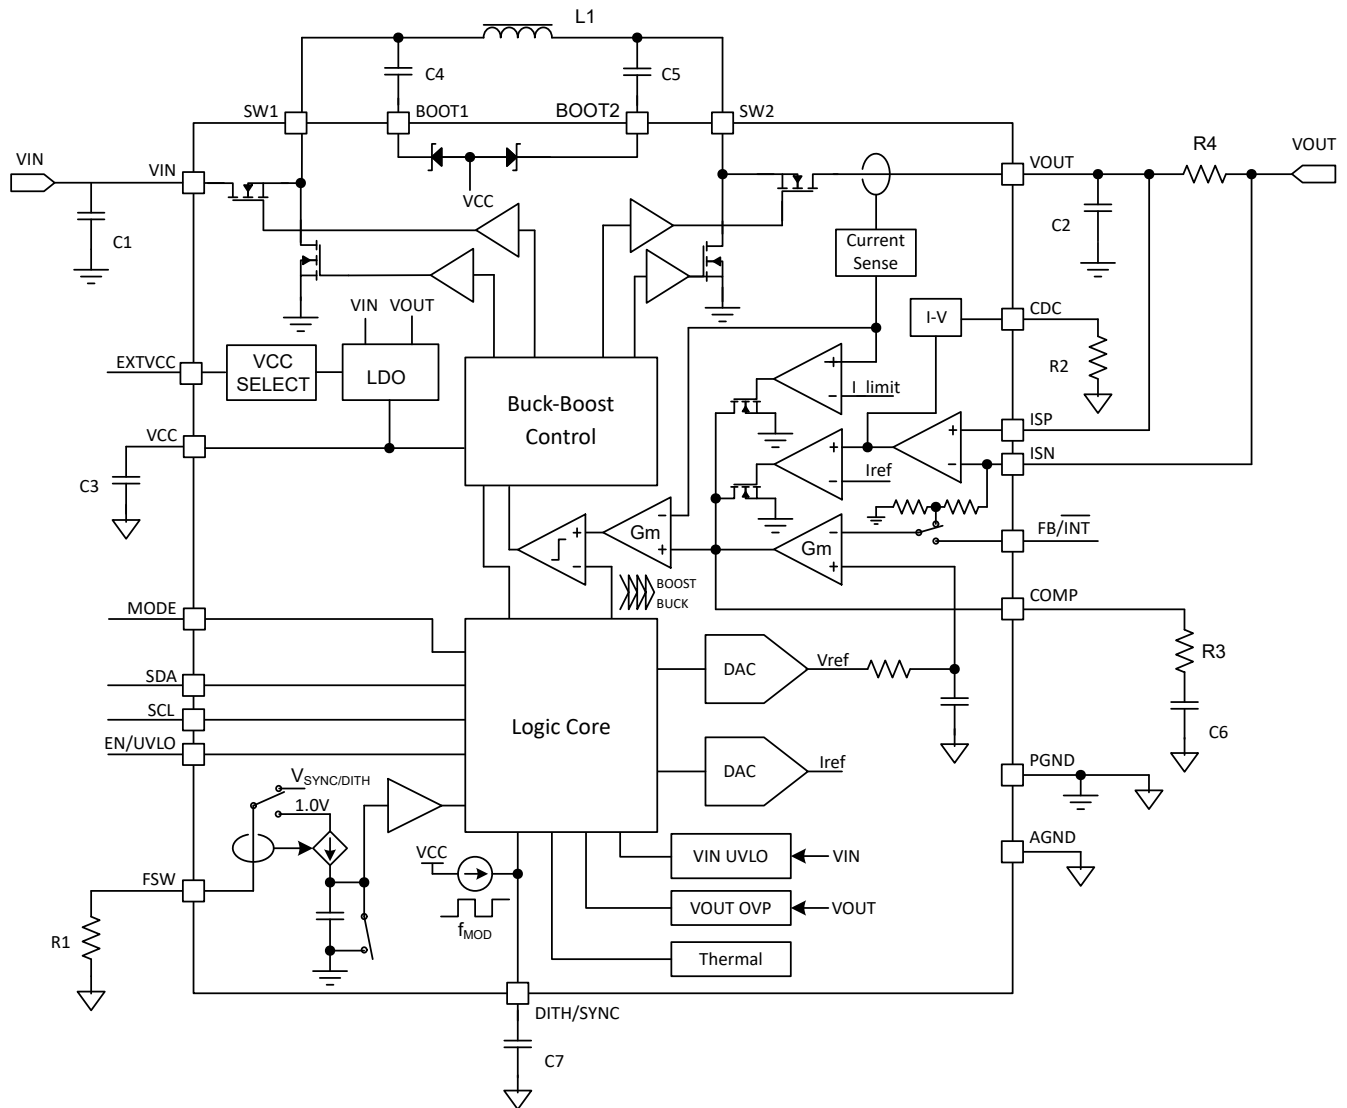 L1
C4
C5
SW1
BOOT1
BOOT2
SW2
VIN
VIN
VOUT
R4
VOUT
VCC
C1
C2
Current
Sense
VIN
VOUT
I-V
CDC
EXTVCC
VCC
SELECT
LDO
R2
Buck-Boost
Control
+
-
I_limit
ISP
VCC
+
-
Iref
+
-
ISN
C3
-
Gm
+
+
-
-
Gm
+
FB/INT
BOOST
BUCK
MODE
COMP
SDA
DAC
Vref
R3
SCL
Logic Core
C6
EN/UVLO
DAC
Iref
PGND
VSYNC/DITH
1.0V
AGND
VCC
VIN UVLO
VIN
FSW
VOUT OVP
VOUT
fMOD
R1
Thermal
DITH/SYNC
C7